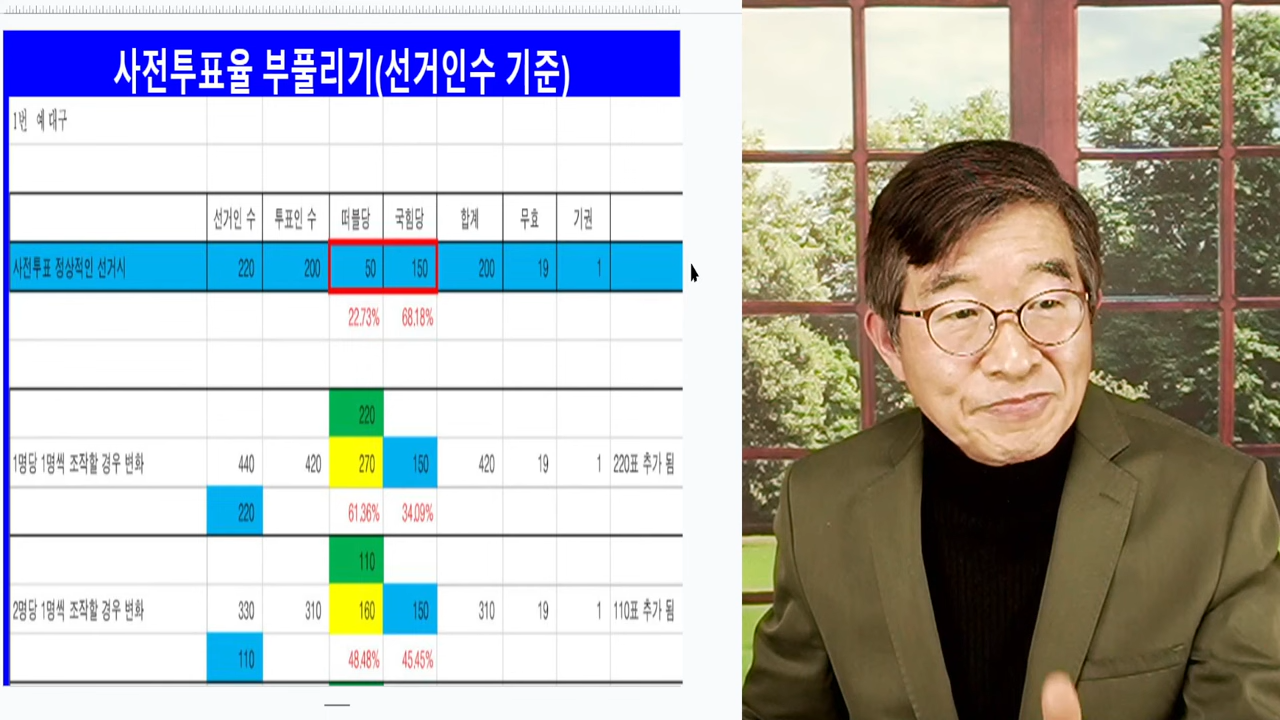 사전투표율 부풀리기(선거인수 기준)
1번 예 대구
선거인 수 투표인 수 떠블당 국힘당 합계 무효 기권
사전투표 정상적인 선거시 220 200 50 150 200 19 1
22.73% 68.18%
220
1명당 1명씩 조작할 경우 변화 440 420 270 150 420 19 1 220표 추가 됨
220 61.36% 34.09%
110
2명당 1명씩 조작할 경우 변화 330 310 160 150 310 19 1 110표 추가 됨
110 48.48% 45.45%